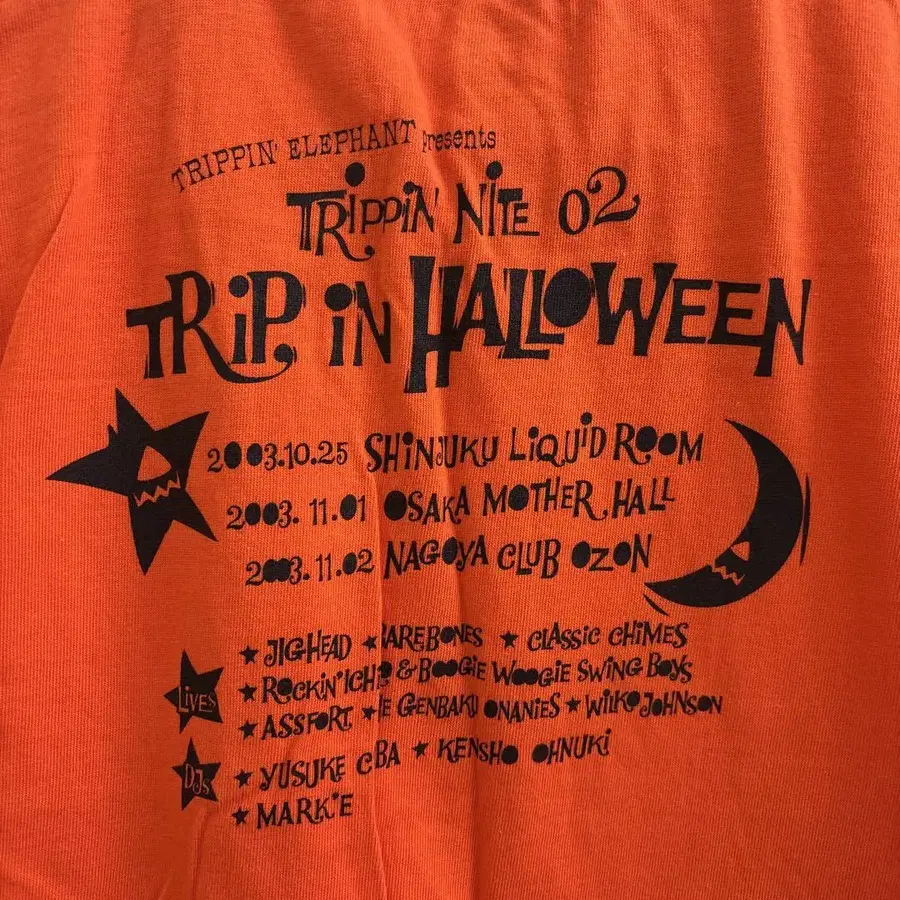 TRIPPIN' ELEPHANT Presents
TRIPPIN' NITE 02
TRIP IN HALLOWEEN
2003.10.25 SHINJUKU LIQUID ROOM
2003.11.01 OSAKA MOTHER HALL
2003.11.02 NAGOYA CLUB OZON
LIVES
★ JIGHEAD ★ BAREBONES ★ CLASSIC CHIMES
★ ROCKIN'ICHIRO & BOOGIE WOOGIE SWING BOYS
★ ASSFORT ★ GENBAKU ONANIES ★ WILKO JOHNSON
DJs
★ YUSUKE ★ KENSHO OHNUKI
★ MARK'E